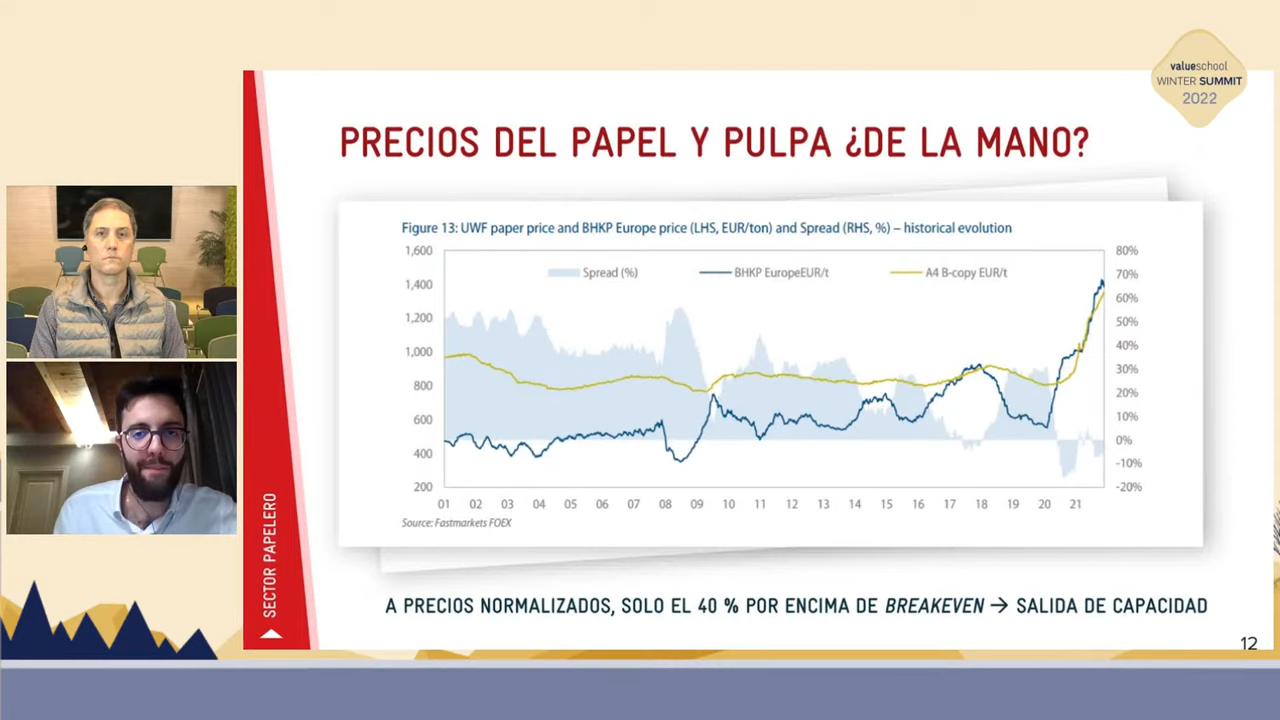 valueschool
WINTER SUMMIT
2022
PRECIOS DEL PAPEL Y PULPA ¿DE LA MANO?
Figure 13: UWF paper price and BHKP Europe price (LHS, EUR/ton) and Spread (RHS, %) – historical evolution
Spread (%)
BHKP EuropeEUR/t
A4 B-copy EUR/t
1,600
1,400
1,200
1,000
800
600
400
200
80%
70%
60%
50%
40%
30%
20%
10%
0%
-10%
-20%
01 02 03 04 05 06 07 08 09 10 11 12 13 14 15 16 17 18 19 20 21
Source: Fastmarkets FOEX
SECTOR PAPELERO
A PRECIOS NORMALIZADOS, SOLO EL 40 % POR ENCIMA DE BREAKEVEN → SALIDA DE CAPACIDAD
12